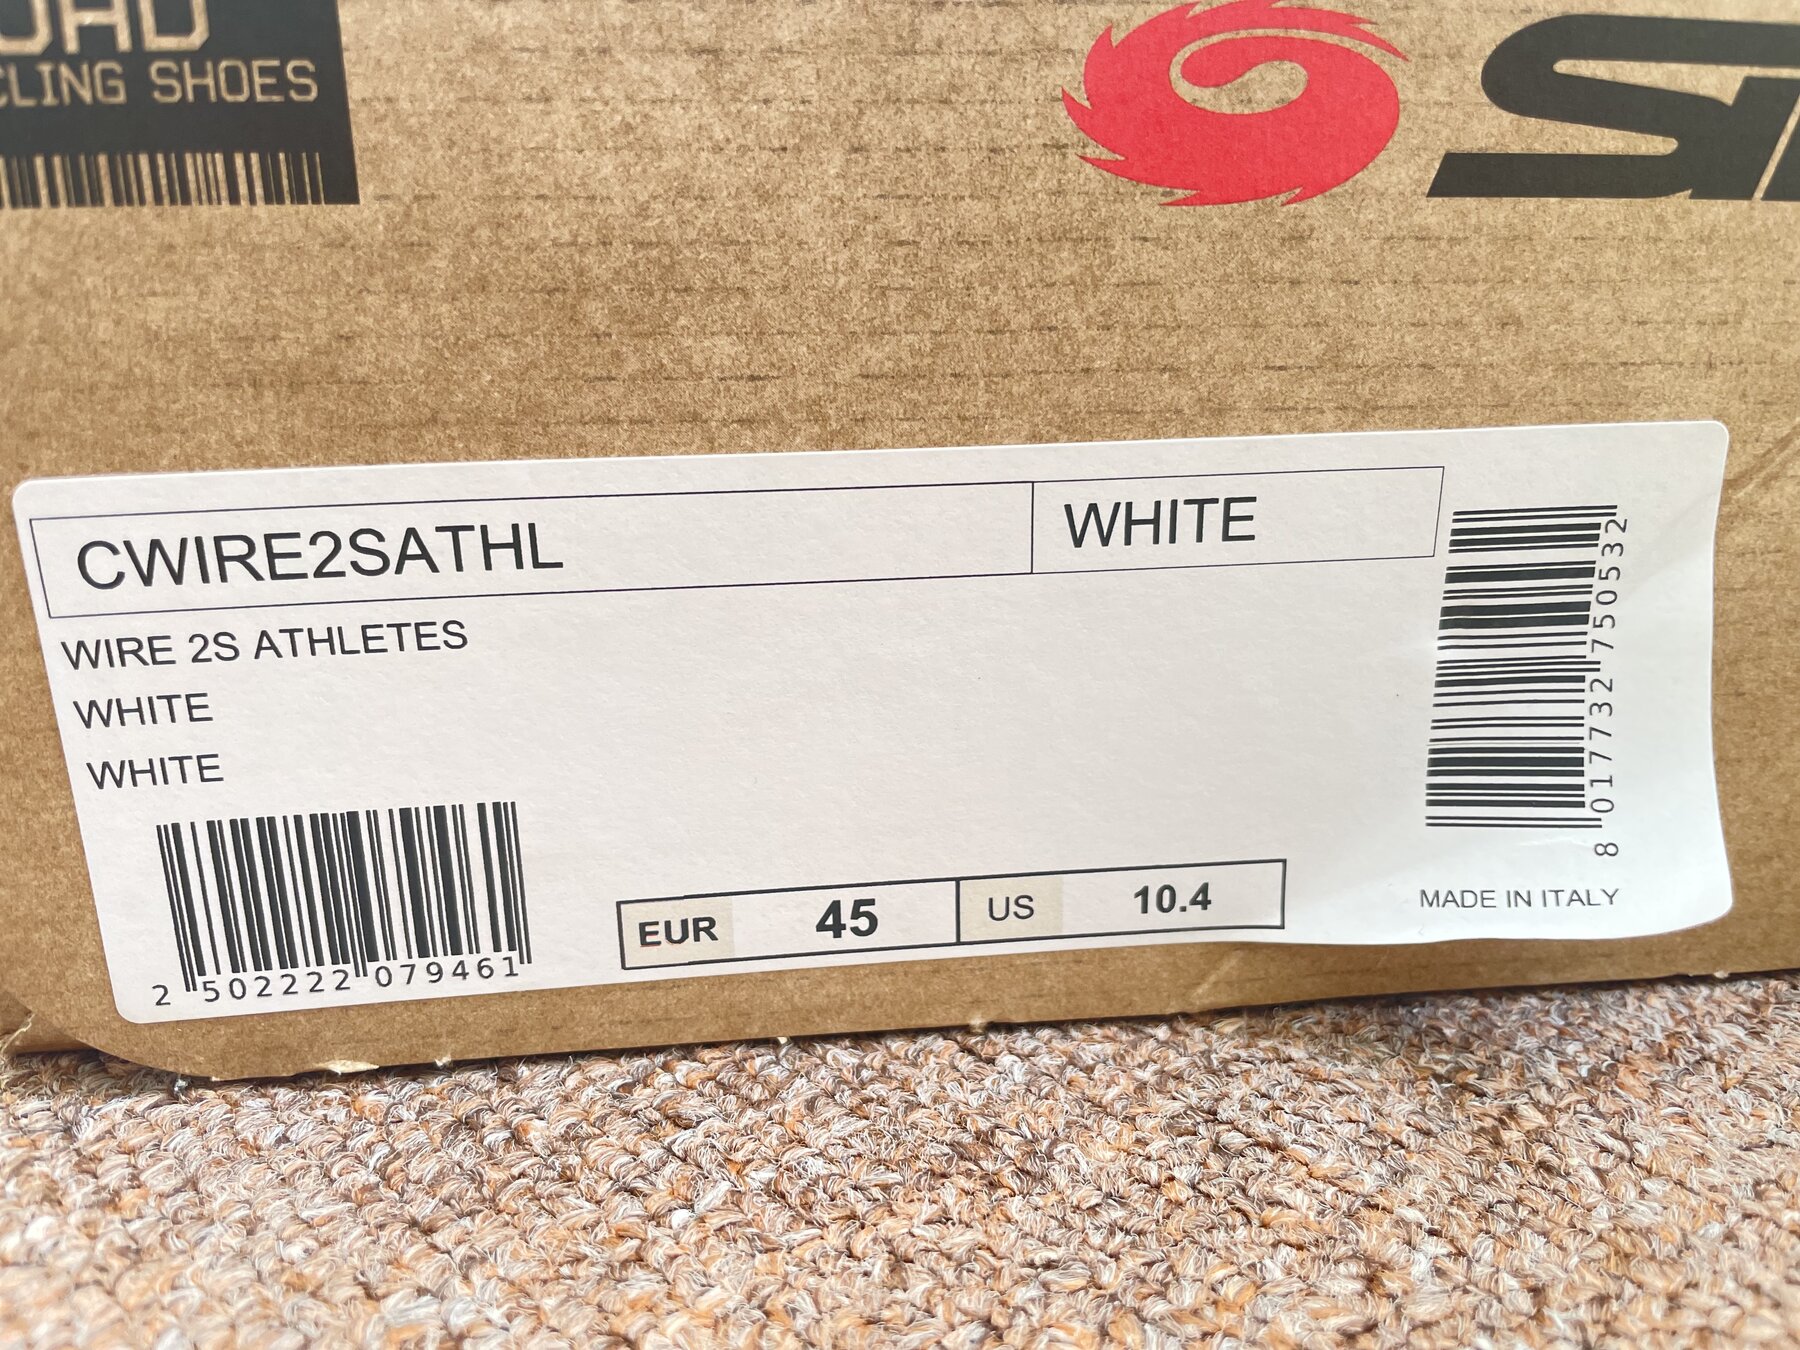 CLING SHOES
CWIRE2SATHL
WHITE
WIRE 2S ATHLETES
WHITE
WHITE
2 502222 079461
EUR 45 US 10.4
8 017732 750532
MADE IN ITALY